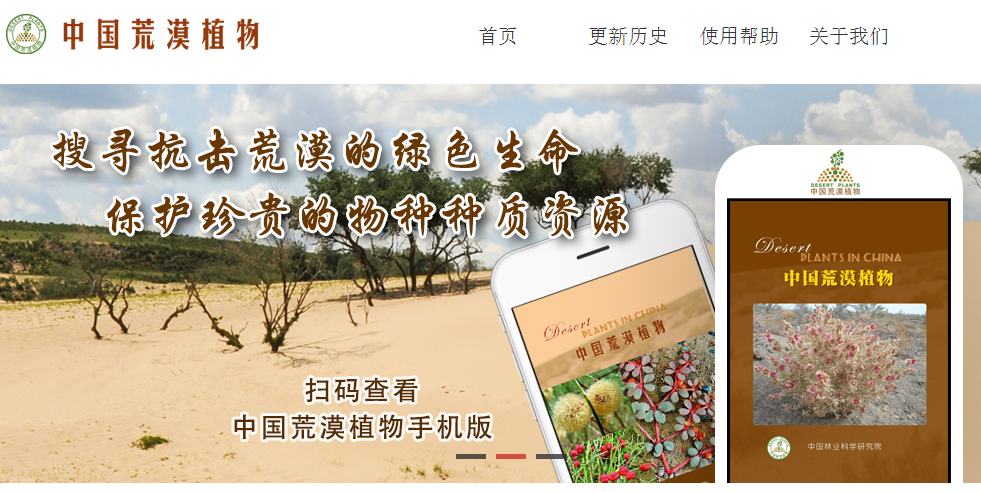 中国荒漠植物
首页 更新历史 使用帮助 关于我们
搜寻抗击荒漠的绿色生命
保护珍贵的物种种质资源
扫码查看
中国荒漠植物手机版
Desert
PLANTS IN CHINA
中国荒漠植物
DESERT PLANTS
中国荒漠植物
Desert
PLANTS IN CHINA
中国荒漠植物
中国林业科学研究院